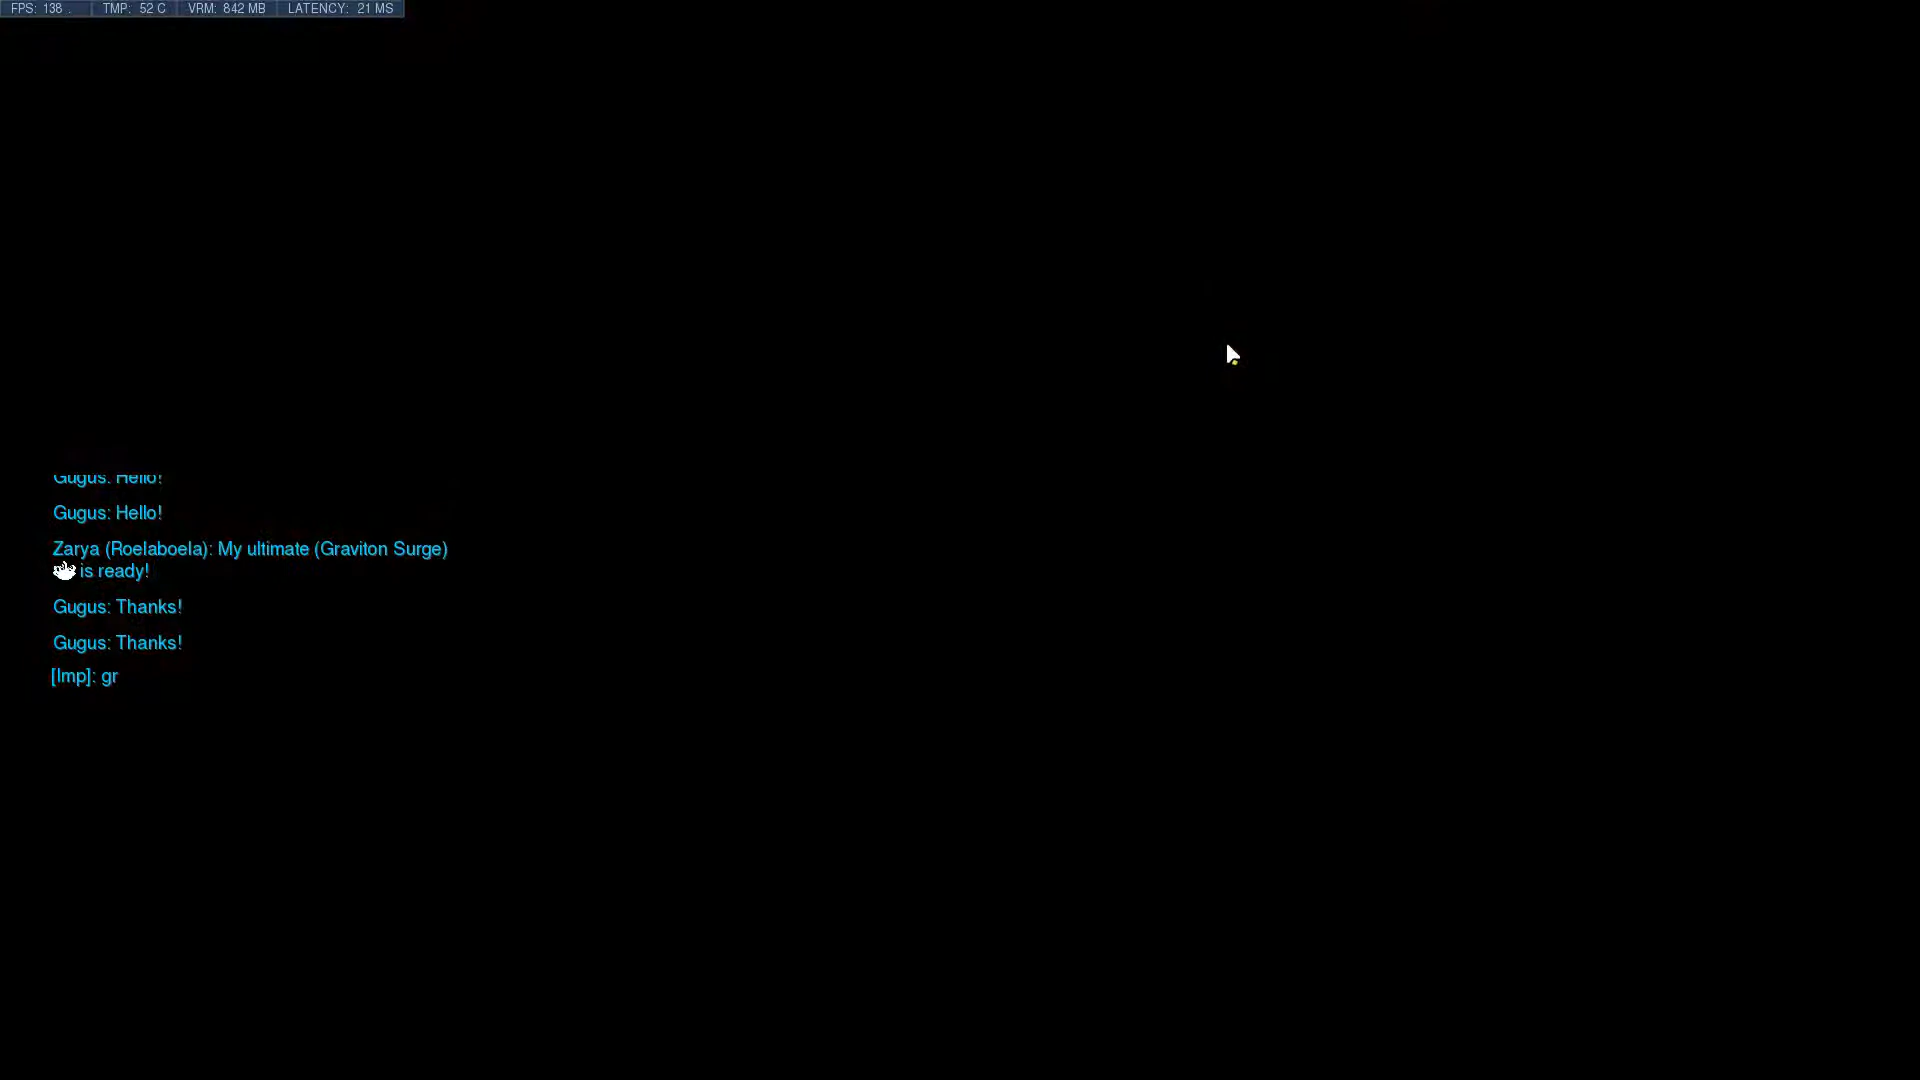 FPS: 138 . TMP: 52 C VRM: 842 MB LATENCY: 21 MS
Gugus: Hello!
Gugus: Hello!
Zarya (Roelaboela): My ultimate (Graviton Surge)
is ready!
Gugus: Thanks!
Gugus: Thanks!
[Imp]: gr